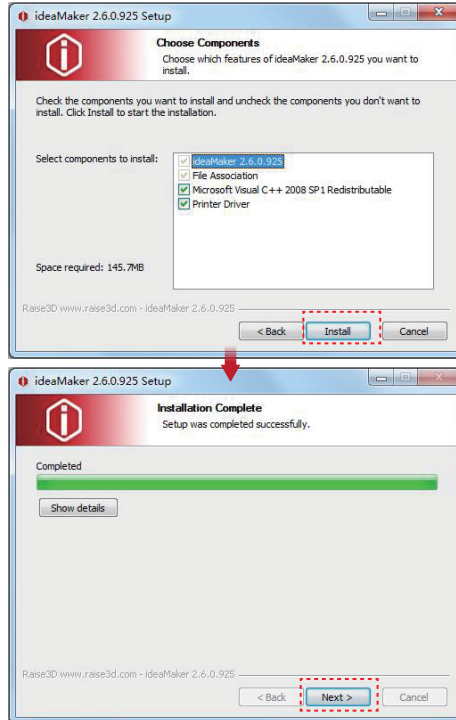 ideaMaker 2.6.0.925 Setup
Choose Components
Choose which features of ideaMaker 2.6.0.925 you want to
install.
Check the components you want to install and uncheck the components you don't want to
install. Click Install to start the installation.
Select components to install:
ideaMaker 2.6.0.925
File Association
Microsoft Visual C++ 2008 SP1 Redistributable
Printer Driver
Space required: 145.7MB
Raise3D www.raise3d.com - ideaMaker 2.6.0.925
< Back Install Cancel
ideaMaker 2.6.0.925 Setup
Installation Complete
Setup was completed successfully.
Completed
Show details
Raise3D www.raise3d.com - ideaMaker 2.6.0.925
< Back Next > Cancel